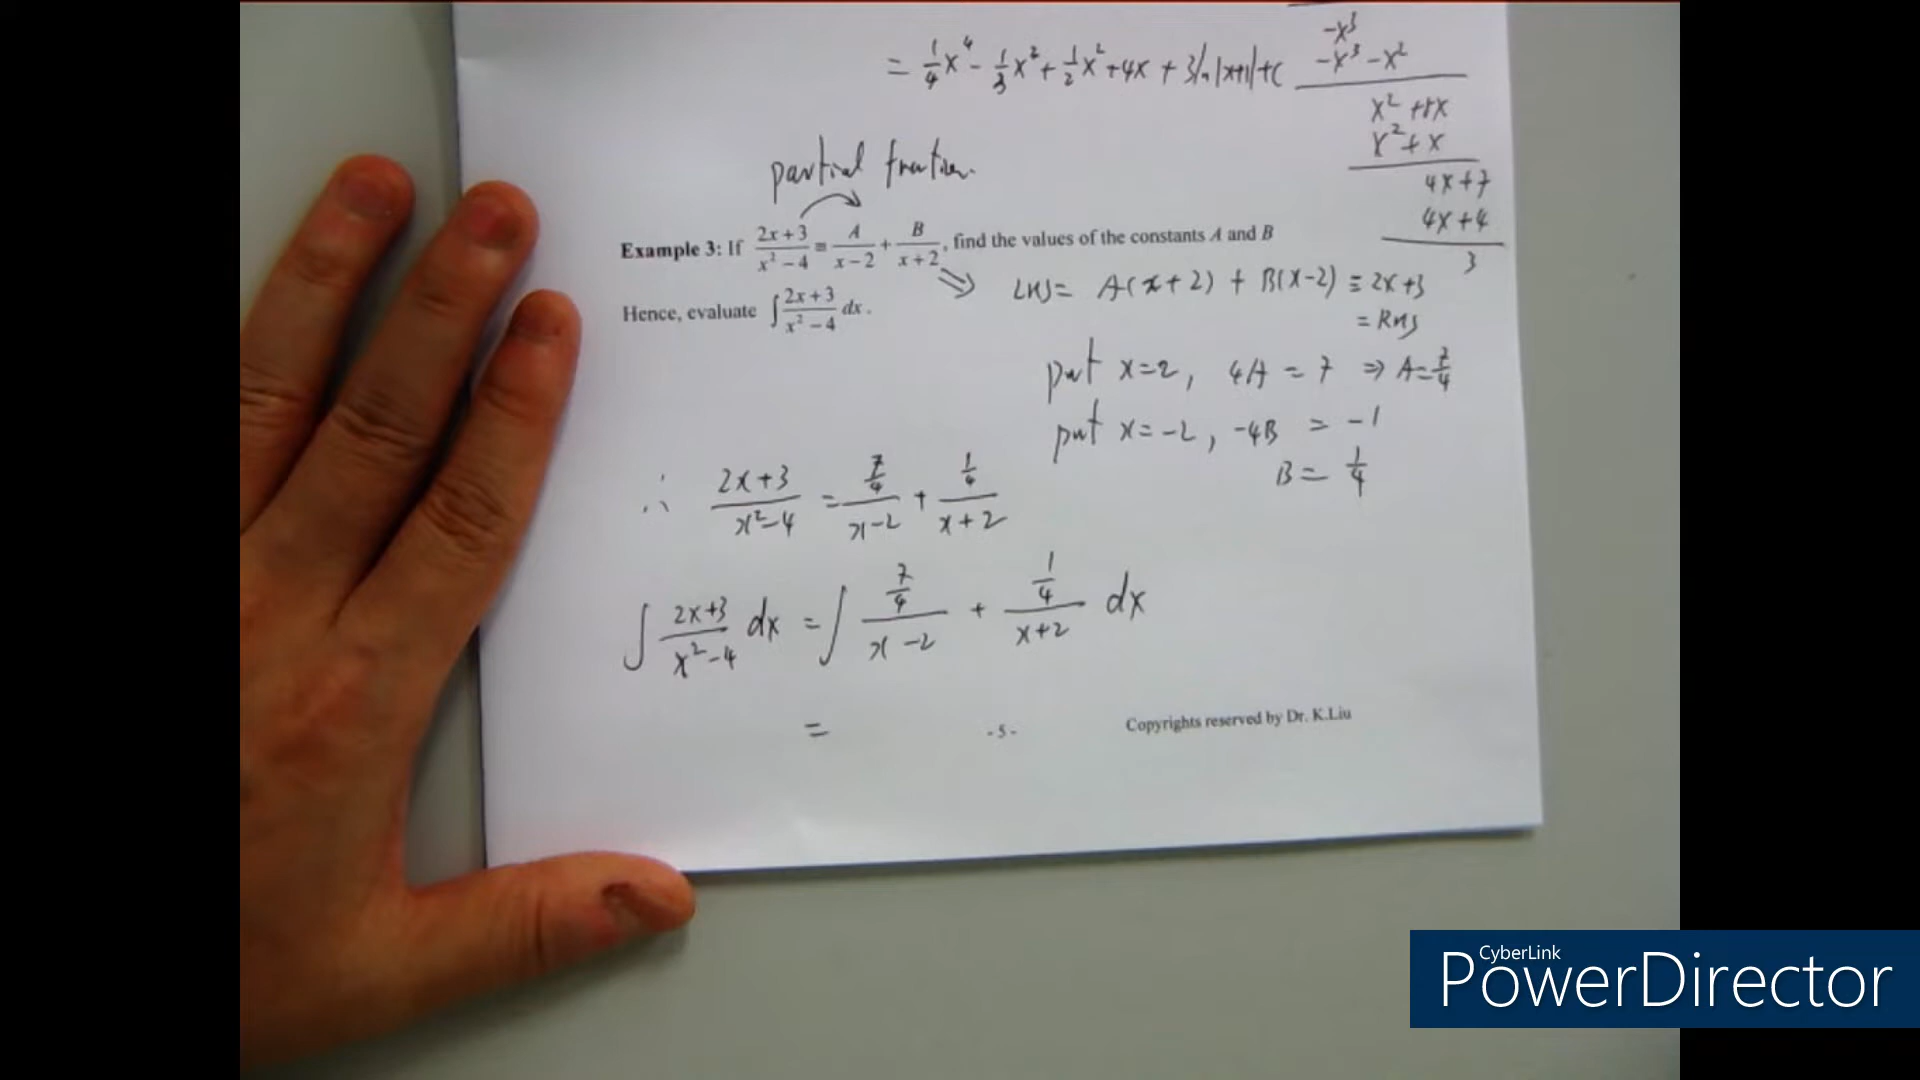 -x³
= 1/4 x⁴ - 1/3 x² + 1/2 x² + 4x + 3ln|x+1| + C
-x³ - x²
x² + 5x
x² + x
4x+7
4x+4
3
partial fraction.
Example 3: If (2x+3)/(x²-4) ≡ A/(x-2) + B/(x+2), find the values of the constants A and B
⇒ LHS = A(x+2) + B(x-2) ≡ 2x+3
= RHS
Hence, evaluate ∫ (2x+3)/(x²-4) dx.
put x=2, 4A = 7 ⇒ A = 7/4
put x=-2, -4B = -1
B = 1/4
∴ (2x+3)/(x²-4) = (7/4)/(x-2) + (1/4)/(x+2)
∫ (2x+3)/(x²-4) dx = ∫ (7/4)/(x-2) + (1/4)/(x+2) dx
=
- 5 -
Copyrights reserved by Dr. K.Liu
CyberLink
PowerDirector